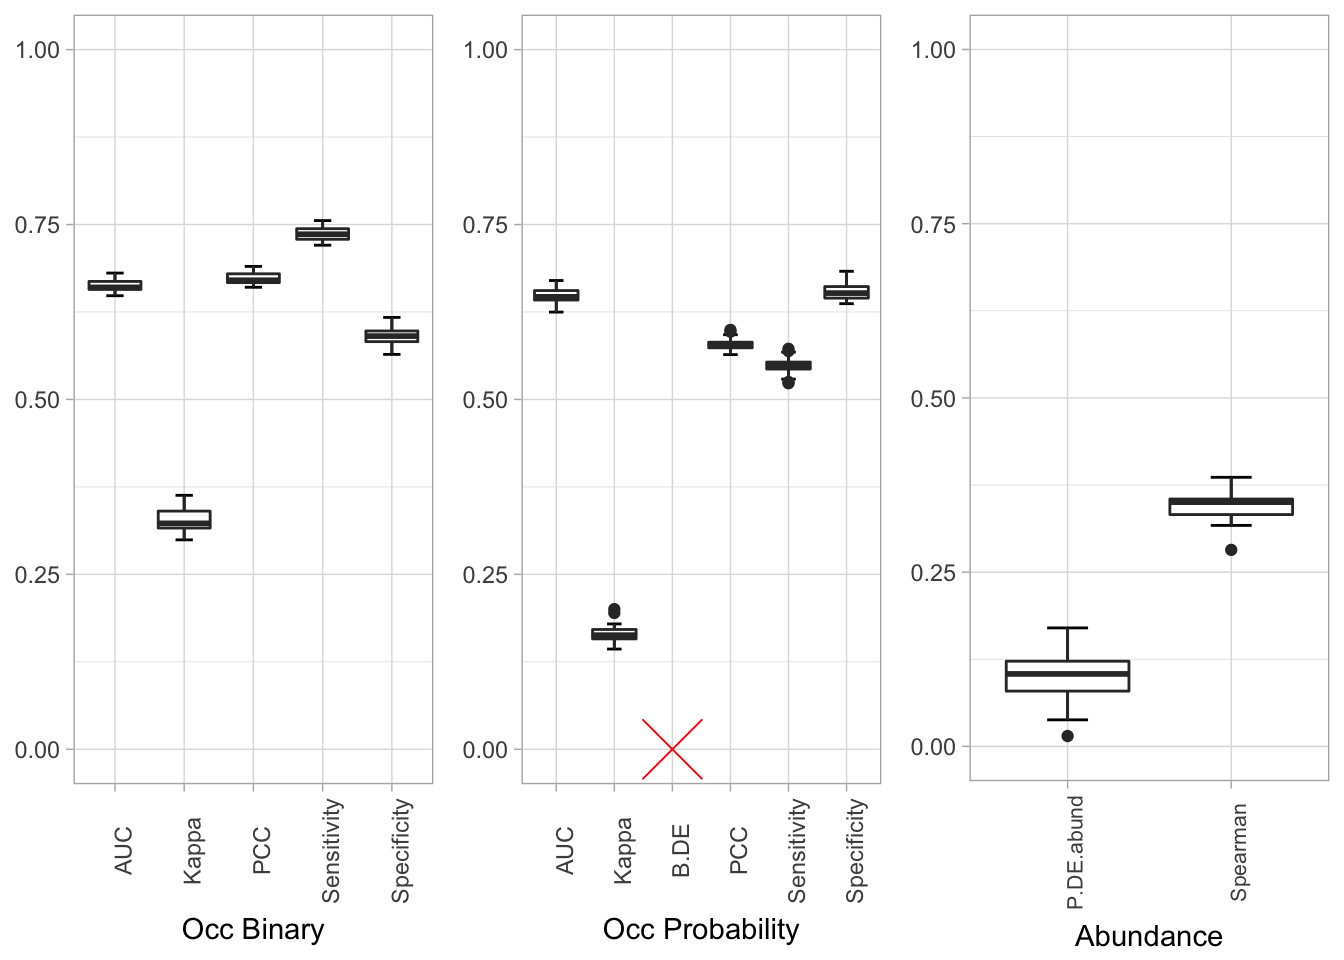 1.00
0.75
0.50
0.25
0.00
AUC
Kappa
PCC
Sensitivity
Specificity
Occ Binary
1.00
0.75
0.50
0.25
0.00
AUC
Kappa
B.DE
PCC
Sensitivity
Specificity
Occ Probability
1.00
0.75
0.50
0.25
0.00
P.DE.abund
Spearman
Abundance